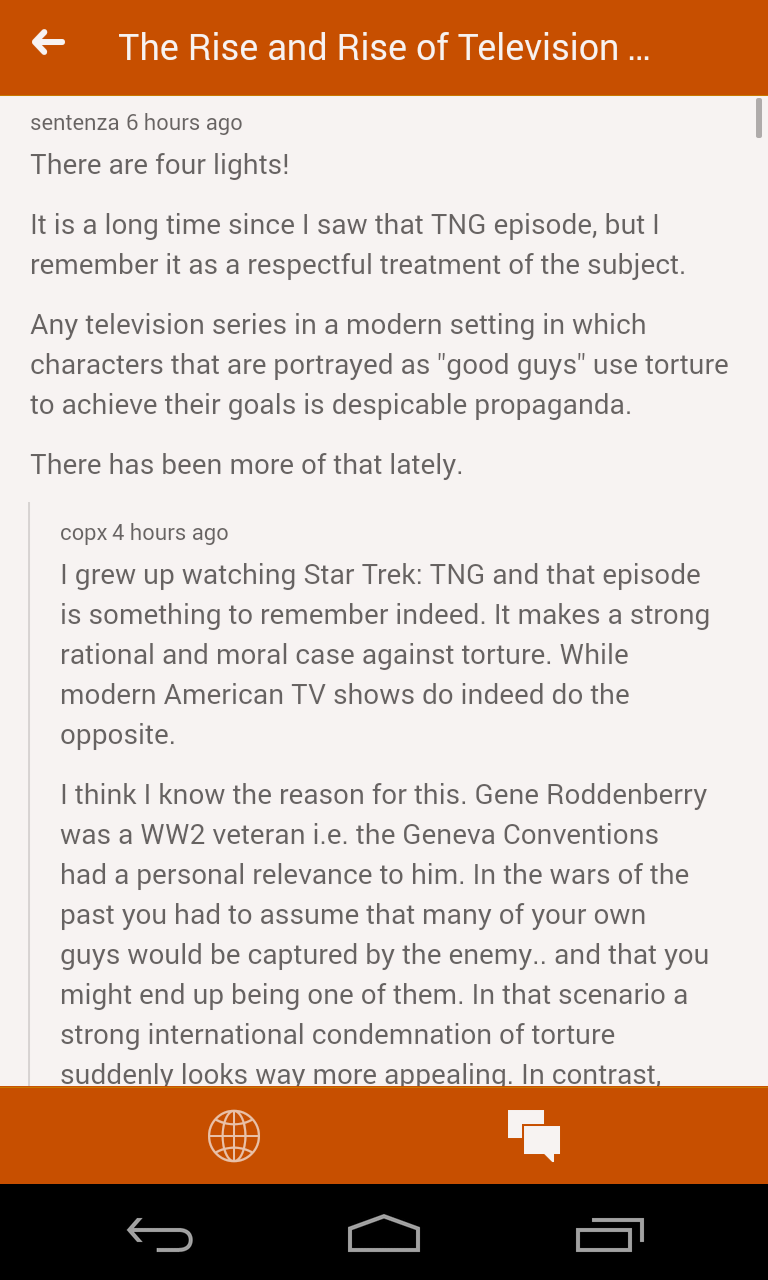 The Rise and Rise of Television ...
sentenza 6 hours ago
There are four lights!
It is a long time since I saw that TNG episode, but I
remember it as a respectful treatment of the subject.
Any television series in a modern setting in which
characters that are portrayed as "good guys" use torture
to achieve their goals is despicable propaganda.
There has been more of that lately.
copx 4 hours ago
I grew up watching Star Trek: TNG and that episode
is something to remember indeed. It makes a strong
rational and moral case against torture. While
modern American TV shows do indeed do the
opposite.
I think I know the reason for this. Gene Roddenberry
was a WW2 veteran i.e. the Geneva Conventions
had a personal relevance to him. In the wars of the
past you had to assume that many of your own
guys would be captured by the enemy.. and that you
might end up being one of them. In that scenario a
strong international condemnation of torture
suddenly looks way more appealing. In contrast,